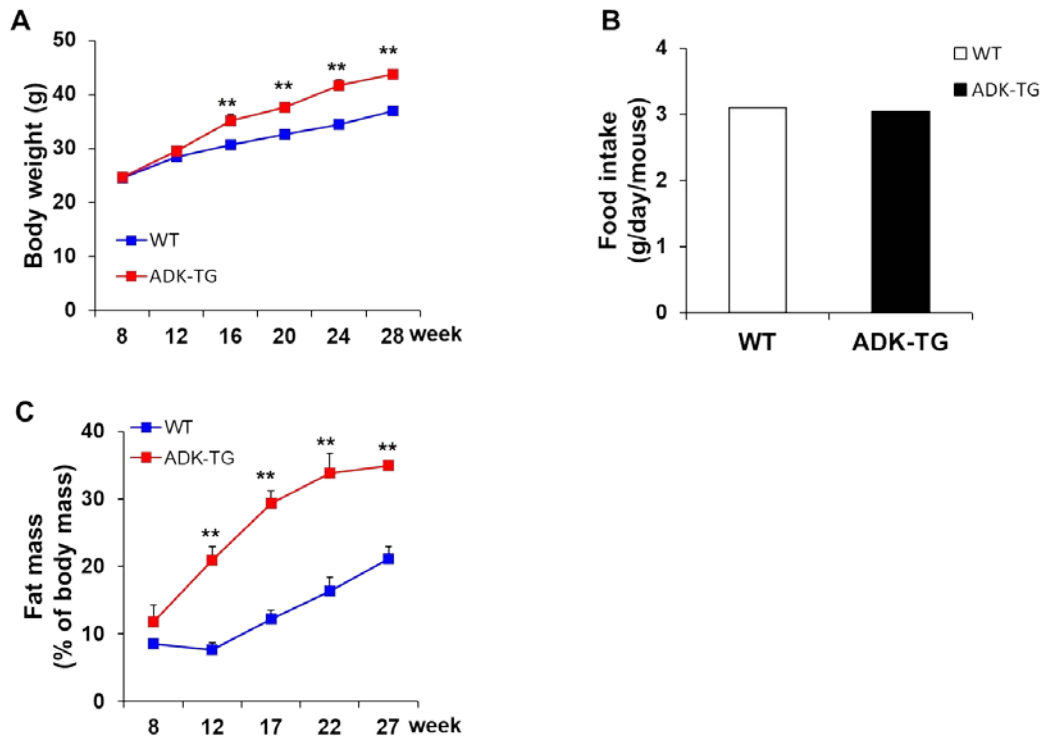 A
Body weight (g)
50
40
30
20
10
0
**
**
**
**
WT
ADK-TG
8 12 16 20 24 28 week
B
Food intake
(g/day/mouse)
4
3
2
1
0
WT
ADK-TG
WT ADK-TG
C
Fat mass
(% of body mass)
40
30
20
10
0
WT
ADK-TG
**
**
**
**
8 12 17 22 27 week